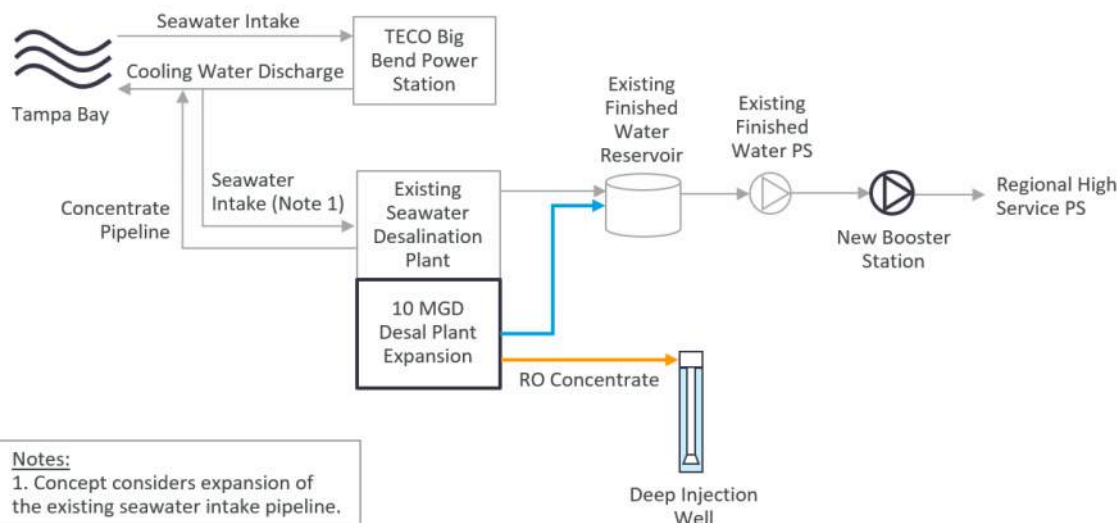 Seawater Intake
TECO Big
Bend Power
Station
Cooling Water Discharge
Tampa Bay
Existing
Finished
Water
Reservoir
Existing
Finished
Water PS
Seawater
Intake (Note 1)
Concentrate
Pipeline
Existing
Seawater
Desalination
Plant
Regional High
Service PS
New Booster
Station
10 MGD
Desal Plant
Expansion
RO Concentrate
Deep Injection
Well
Notes:
1. Concept considers expansion of
the existing seawater intake pipeline.